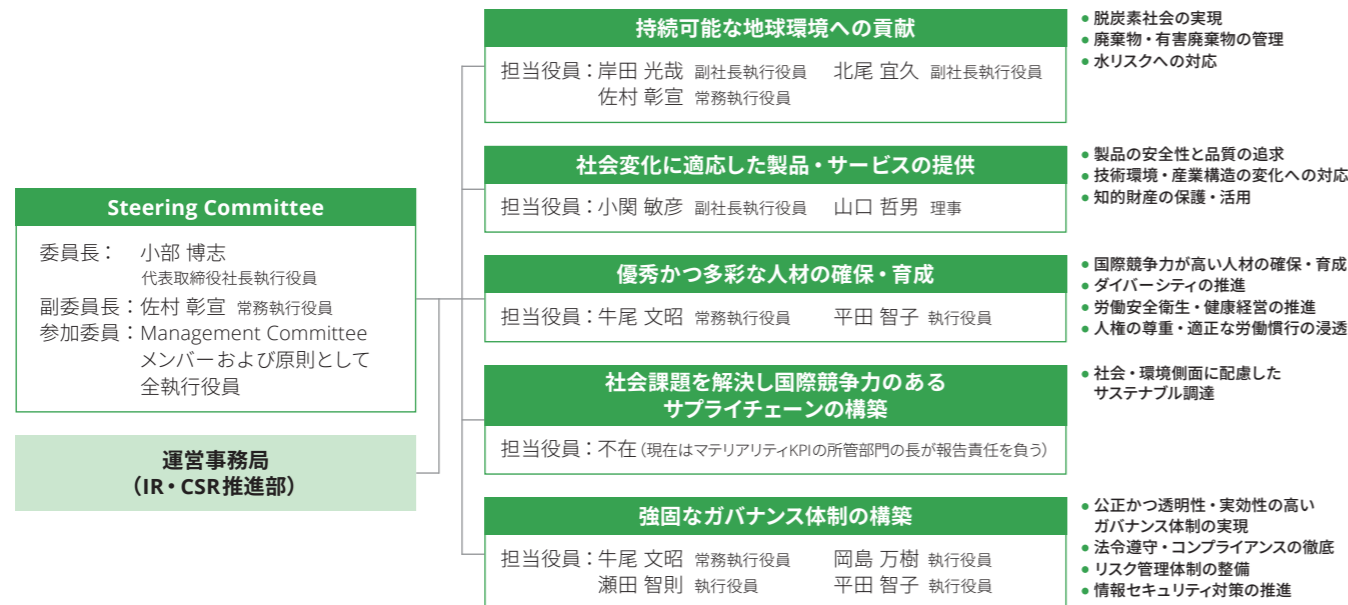 Steering Committee
委員長： 小部 博志
代表取締役社長執行役員
副委員長：佐村 彰宣 常務執行役員
参加委員：Management Committee
メンバーおよび原則として
全執行役員
運営事務局
（IR・CSR推進部）
持続可能な地球環境への貢献
担当役員：岸田 光哉 副社長執行役員 北尾 宜久 副社長執行役員
佐村 彰宣 常務執行役員
● 脱炭素社会の実現
● 廃棄物・有害廃棄物の管理
● 水リスクへの対応
社会変化に適応した製品・サービスの提供
担当役員：小関 敏彦 副社長執行役員 山口 哲男 理事
● 製品の安全性と品質の追求
● 技術環境・産業構造の変化への対応
● 知的財産の保護・活用
優秀かつ多彩な人材の確保・育成
担当役員：牛尾 文昭 常務執行役員 平田 智子 執行役員
● 国際競争力が高い人材の確保・育成
● ダイバーシティの推進
● 労働安全衛生・健康経営の推進
● 人権の尊重・適正な労働慣行の浸透
社会課題を解決し国際競争力のある
サプライチェーンの構築
担当役員：不在（現在はマテリアリティKPIの所管部門の長が報告責任を負う）
● 社会・環境側面に配慮した
サステナブル調達
強固なガバナンス体制の構築
担当役員：牛尾 文昭 常務執行役員 岡島 万樹 執行役員
瀬田 智則 執行役員 平田 智子 執行役員
● 公正かつ透明性・実効性の高い
ガバナンス体制の実現
● 法令遵守・コンプライアンスの徹底
● リスク管理体制の整備
● 情報セキュリティ対策の推進